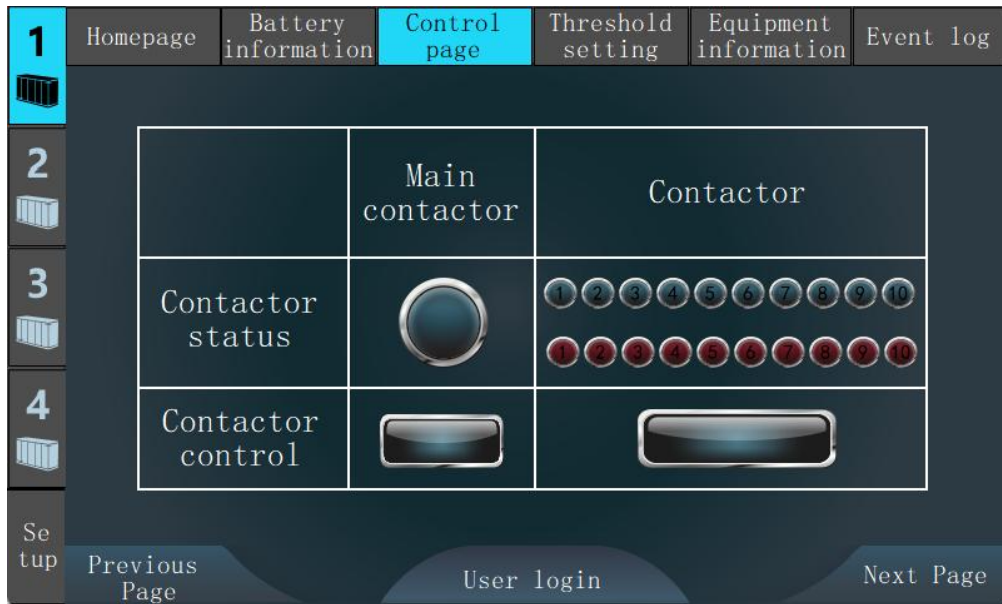 1
Homepage
Battery
information
Control
page
Threshold
setting
Equipment
information
Event log
2
3
4
Se
tup
Main
contactor
Contactor
Contactor
status
1 2 3 4 5 6 7 8 9 10
1 2 3 4 5 6 7 8 9 10
Contactor
control
Previous
Page
User login
Next Page